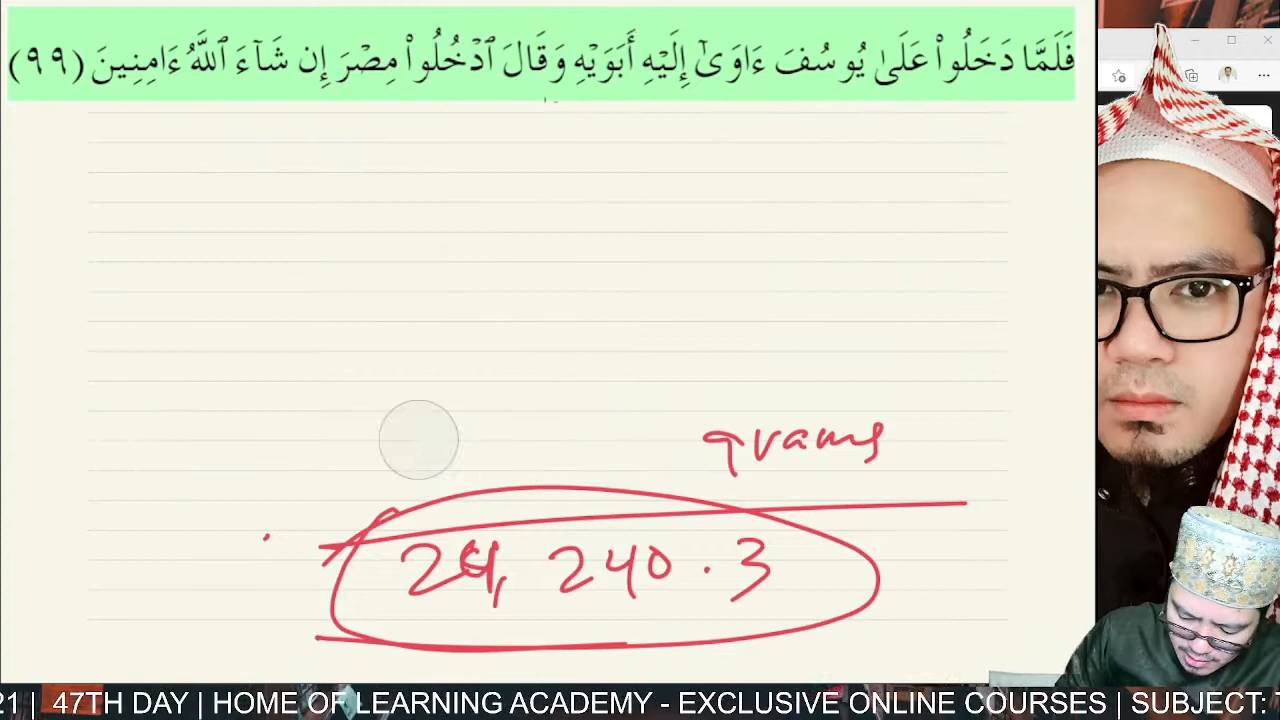 فَلَمَّا دَخَلُوا۟ عَلَىٰ يُوسُفَ ءَاوَىٰٓ إِلَيْهِ أَبَوَيْهِ وَقَالَ ٱدْخُلُوا۟ مِصْرَ إِن شَآءَ ٱللَّهُ ءَامِنِينَ (٩٩)
grams
24, 240.3
21 | 47TH DAY | HOME OF LEARNING ACADEMY - EXCLUSIVE ONLINE COURSES | SUBJECT: